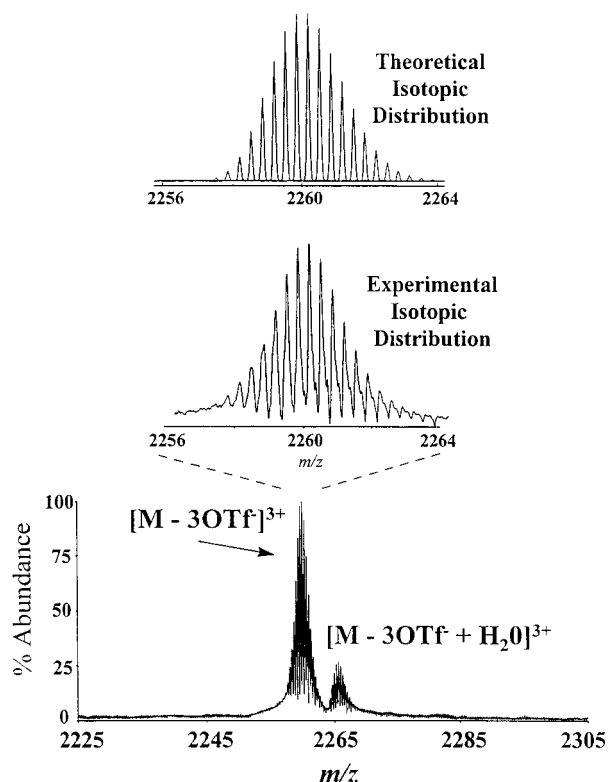 Theoretical
Isotopic
Distribution
2256 2260 2264
Experimental
Isotopic
Distribution
2256 2260 2264
m/z
[M - 3OTf-]3+
[M - 3OTf- + H20]3+
% Abundance
100
75
50
25
0
2225 2245 2265 2285 2305
m/z